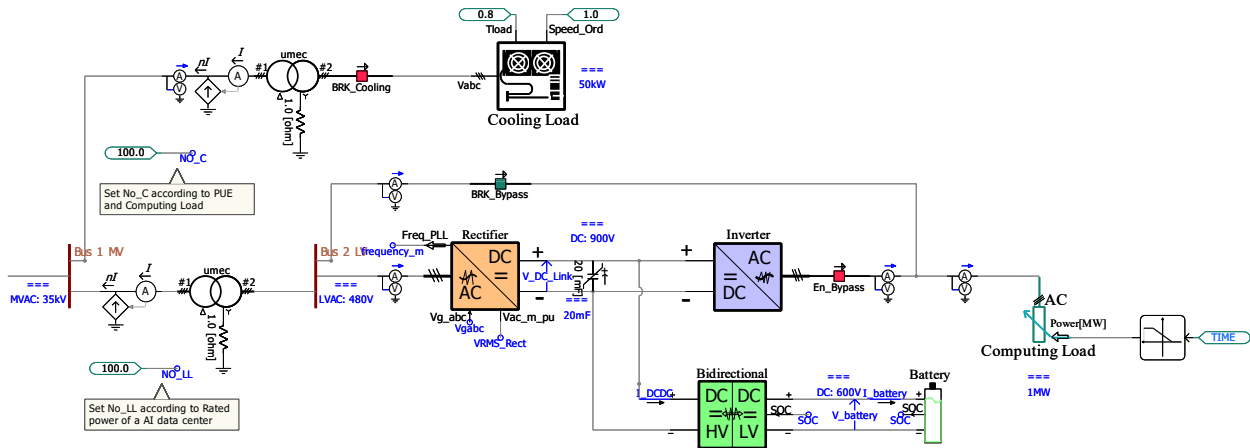 0.8
1.0
Tload
Speed_Ord
I
nI
umec
A
V
A
#1
#2
BRK_Cooling
Vabc
===
50kW
1.0 [ohm]
Cooling Load
100.0
NO_C
Set No_C according to PUE
and Computing Load
A
V
BRK_Bypass
Bus 1 MV
Bus 2 LV
Freq_PLL
frequency_m
Rectifier
===
DC: 900V
Inverter
===
MVAC: 35kV
nI
I
umec
A
#1
#2
===
LVAC: 480V
A
V
DC
=
AC
+
V_DC_Link
-
20 [mF]
+
-
AC
=
DC
En_Bypass
A
V
A
V
AC
1.0 [ohm]
Vg_abc
Vgabc
Vac_m_pu
VRMS_Rect
===
20mF
Power[MW]
TIME
Computing Load
===
1MW
100.0
NO_LL
Set No_LL according to Rated
power of a AI data center
Bidirectional
===
DC: 600V
Battery
I_DCDC
+
DC
DC
+
I_battery
+
=
=
SOC
SOC
V_battery
SOC
SOC
-
HV
LV
-
-